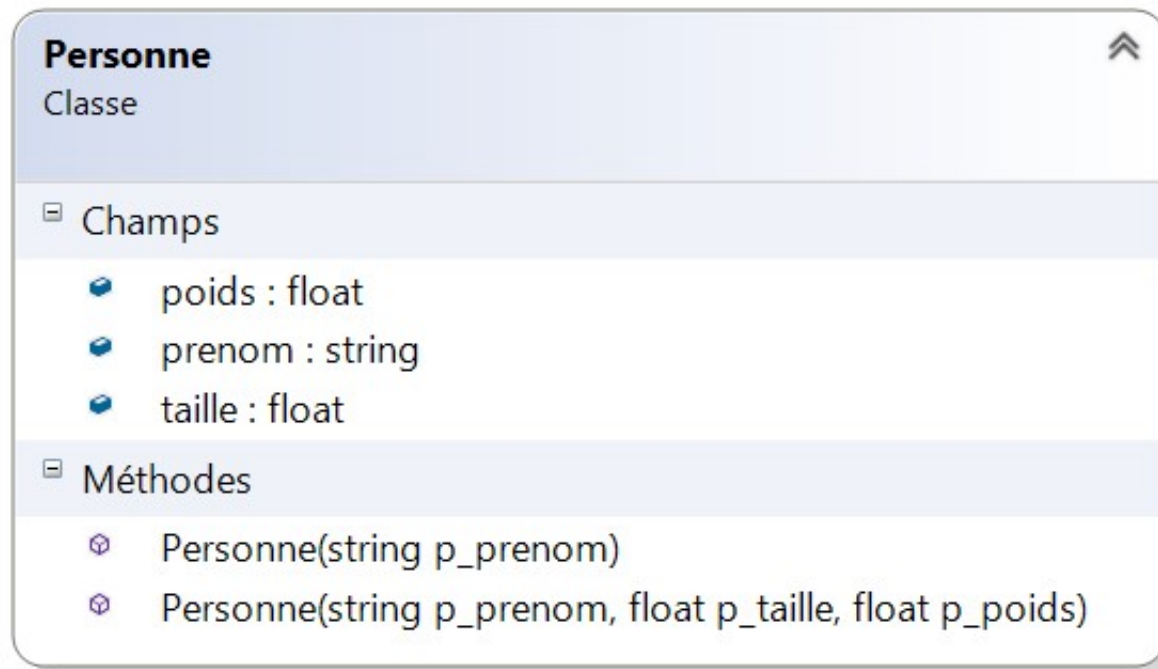 Personne
Classe
Champs
poids : float
prenom : string
taille : float
Méthodes
Personne(string p_prenom)
Personne(string p_prenom, float p_taille, float p_poids)